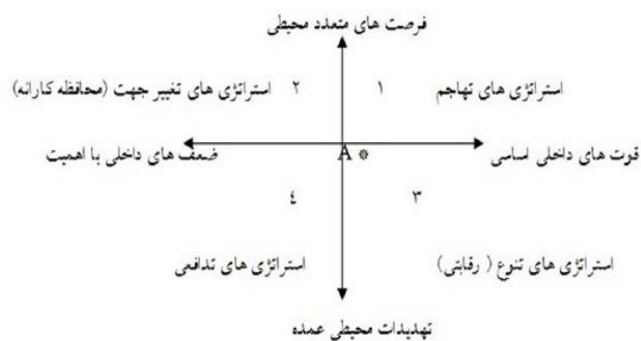 فرصت های متعدد محیطی
استراتژی های تهاجم
۱
۲
استراتژی های تغییر جهت (محافظه کارانه)
قوت های داخلی اساسی
A *
ضعف های داخلی با اهمیت
۳
٤
استراتژی های تنوع ( رقابتی)
استراتژی های تدافعی
تهدیدات محیطی عمده